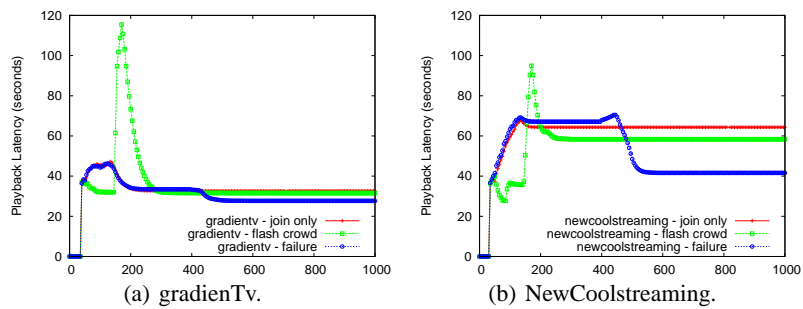 Playback Latency (seconds)
120
100
80
60
40
20
0
gradientv - join only
gradientv - flash crowd
gradientv - failure
0 200 400 600 800 1000
(a) gradienTv.
Playback Latency (seconds)
120
100
80
60
40
20
0
newcoolstreaming - join only
newcoolstreaming - flash crowd
newcoolstreaming - failure
0 200 400 600 800 1000
(b) NewCoolstreaming.